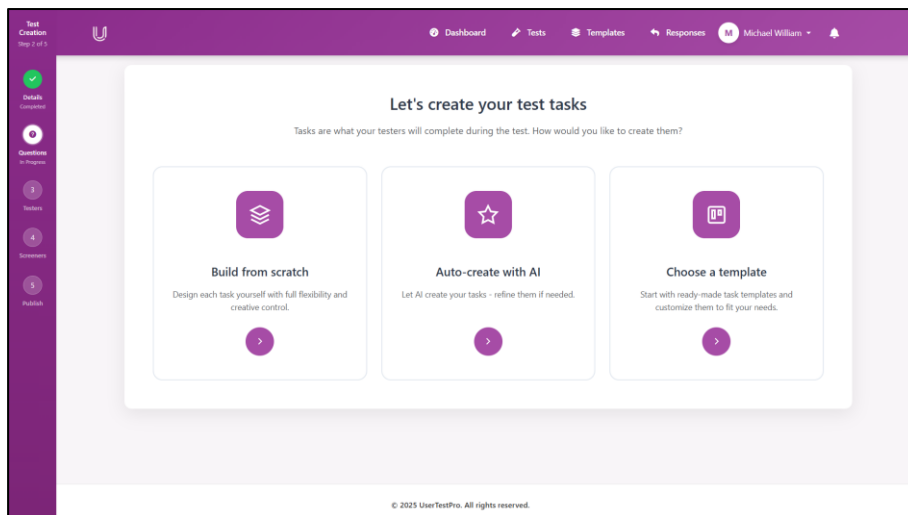 Test
Creation
Step 2 of 5
Details
Completed
Questions
In Progress
3
Testers
4
Screeners
5
Publish
Dashboard
Tests
Templates
Responses
M
Michael William
Let's create your test tasks
Tasks are what your testers will complete during the test. How would you like to create them?
Build from scratch
Design each task yourself with full flexibility and
creative control.
Auto-create with AI
Let AI create your tasks - refine them if needed.
Choose a template
Start with ready-made task templates and
customize them to fit your needs.
© 2025 UserTestPro. All rights reserved.